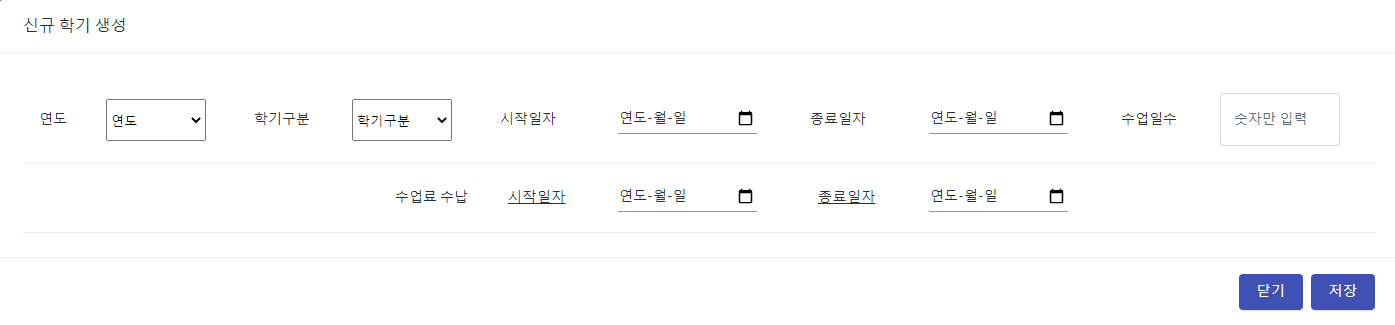 신규 학기 생성
연도 연도 학기구분 학기구분 시작일자 연도-월-일 종료일자 연도-월-일 수업일수 숫자만 입력
수업료 수납 시작일자 연도-월-일 종료일자 연도-월-일
닫기 저장